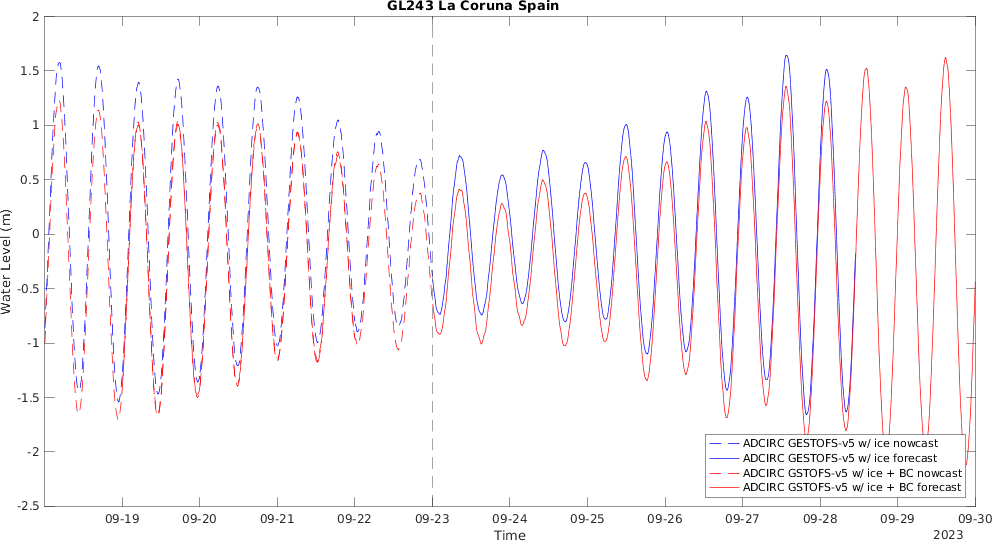 GL243 La Coruna Spain
2
1.5
1
0.5
0
-0.5
-1
-1.5
-2
-2.5
Water Level (m)
ADCIRC GESTOFS-v5 w/ ice nowcast
ADCIRC GESTOFS-v5 w/ ice forecast
ADCIRC GSTOFS-v5 w/ ice + BC nowcast
ADCIRC GSTOFS-v5 w/ ice + BC forecast
09-19 09-20 09-21 09-22 09-23 09-24 09-25 09-26 09-27 09-28 09-29 09-30
Time
2023